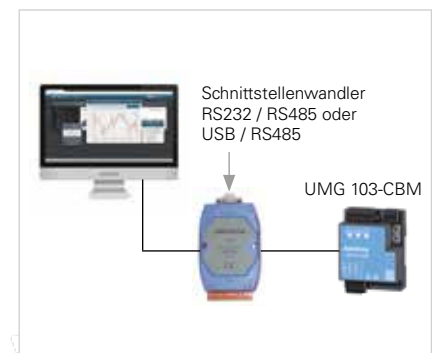 Schnittstellenwandler
RS232 / RS485 oder
USB / RS485
UMG 103-CBM